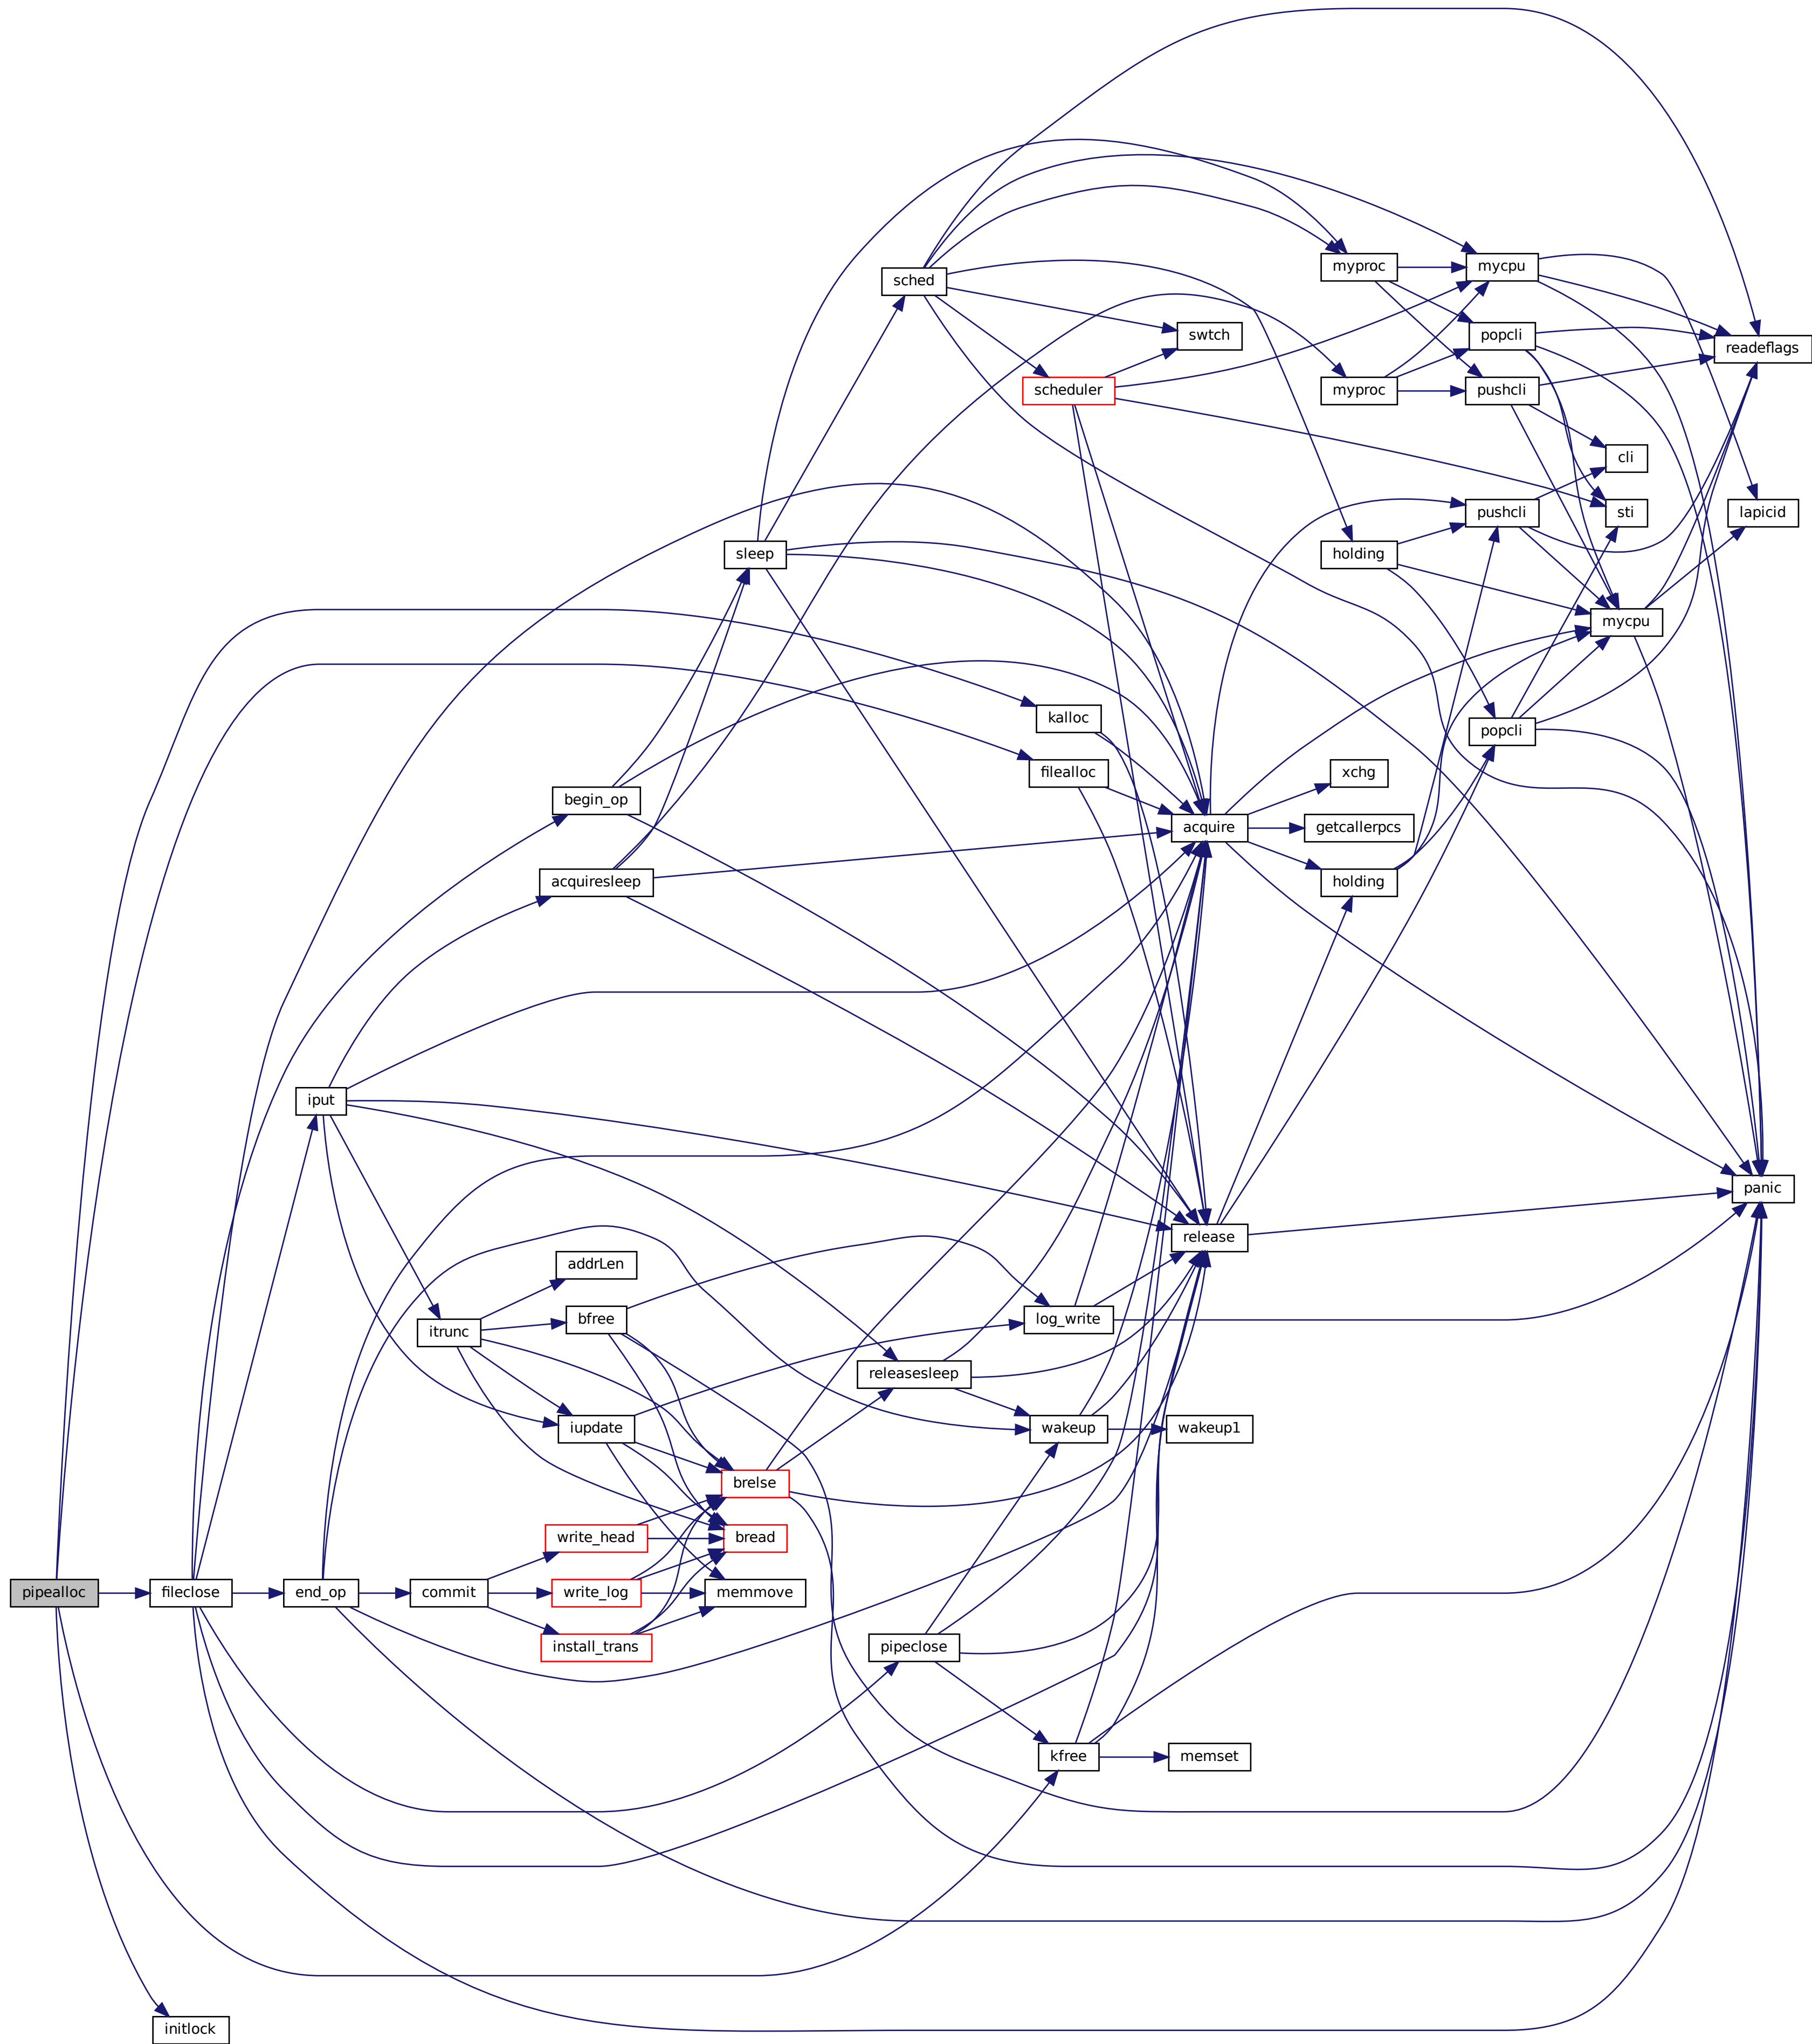 sched
myproc
mycpu
swtch
popcli
readeflags
scheduler
myproc
pushcli
cli
pushcli
sti
lapicid
sleep
holding
mycpu
kalloc
popcli
filealloc
xchg
begin_op
acquire
getcallerpcs
acquiresleep
holding
iput
panic
release
addrLen
bfree
log_write
itrunc
releasesleep
iupdate
wakeup
wakeup1
brelse
write_head
bread
pipealloc
fileclose
end_op
commit
write_log
memmove
install_trans
pipeclose
kfree
memset
initlock